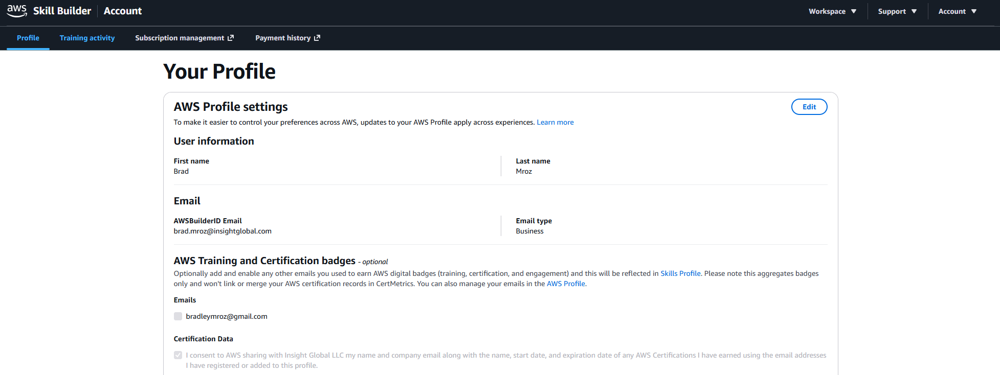 aws Skill Builder Account Workspace Support Account
Profile Training activity Subscription management Payment history
Your Profile
AWS Profile settings
Edit
To make it easier to control your preferences across AWS, updates to your AWS Profile apply across experiences. Learn more
User information
First name
Brad
Last name
Mroz
Email
AWSBuilderID Email
brad.mroz@insightglobal.com
Email type
Business
AWS Training and Certification badges - optional
Optionally add and enable any other emails you used to earn AWS digital badges (training, certification, and engagement) and this will be reflected in Skills Profile. Please note this aggregates badges
only and won't link or merge your AWS certification records in CertMetrics. You can also manage your emails in the AWS Profile.
Emails
bradleymroz@gmail.com
Certification Data
I consent to AWS sharing with Insight Global LLC my name and company email along with the name, start date, and expiration date of any AWS Certifications I have earned using the email addresses
I have registered or added to this profile.